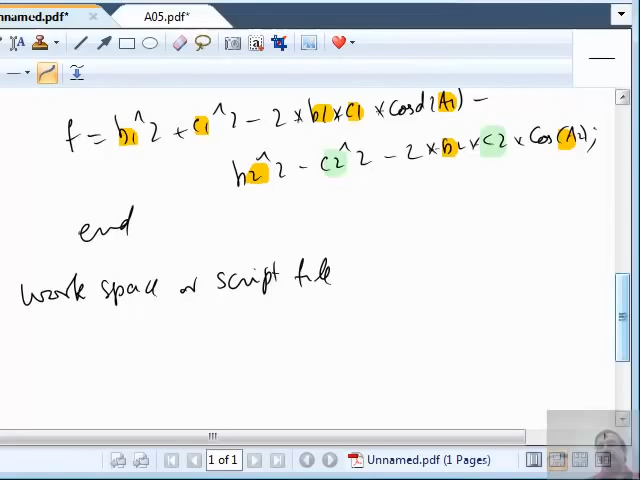 nnamed.pdf* A05.pdf*
f = b1^2 + c1^2 - 2 * b1 * c1 * cosd(A1) -
b2^2 - c2^2 - 2 * b2 * c2 * cos(A2);
end
work space or script file
1 of 1 Unnamed.pdf (1 Pages)